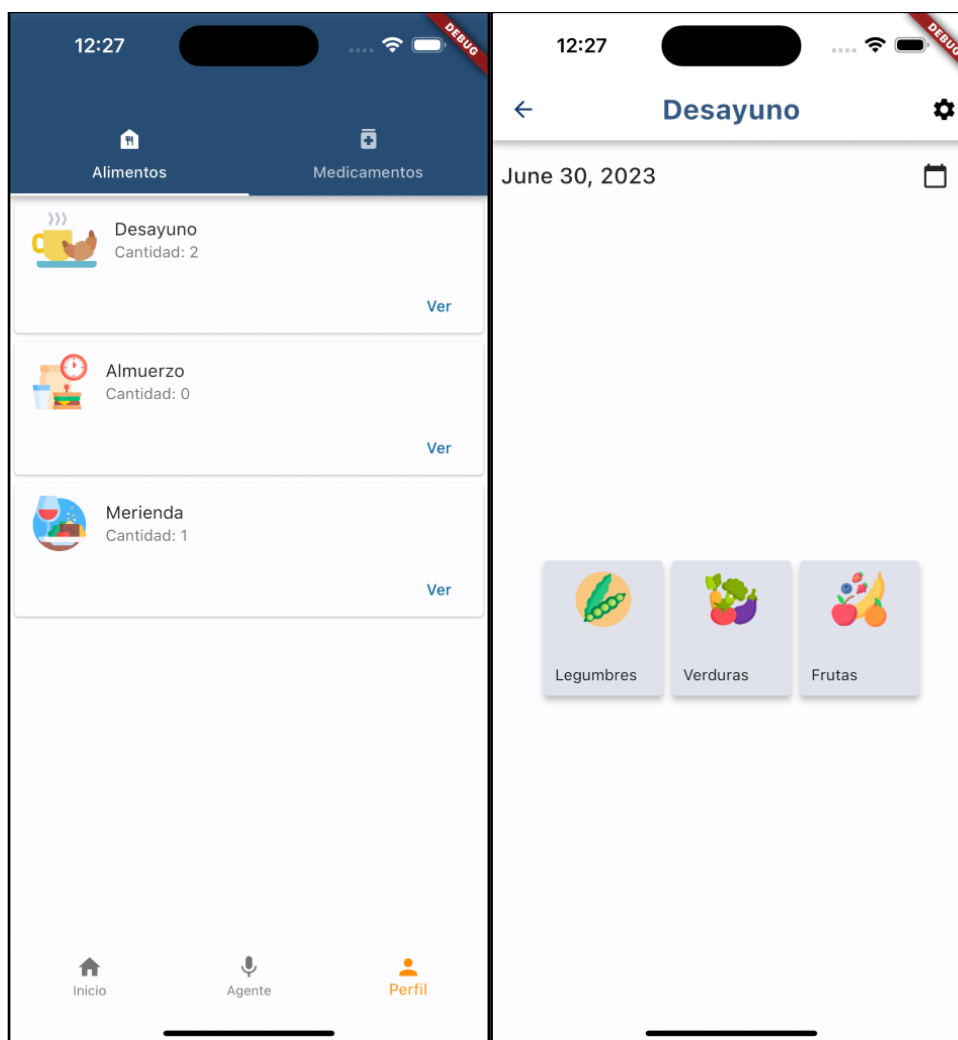 12:27
DEBUG
Alimentos
Medicamentos
Desayuno
Cantidad: 2
Ver
Almuerzo
Cantidad: 0
Ver
Merienda
Cantidad: 1
Ver
Inicio
Agente
Perfil
12:27
DEBUG
Desayuno
June 30, 2023
Legumbres
Verduras
Frutas